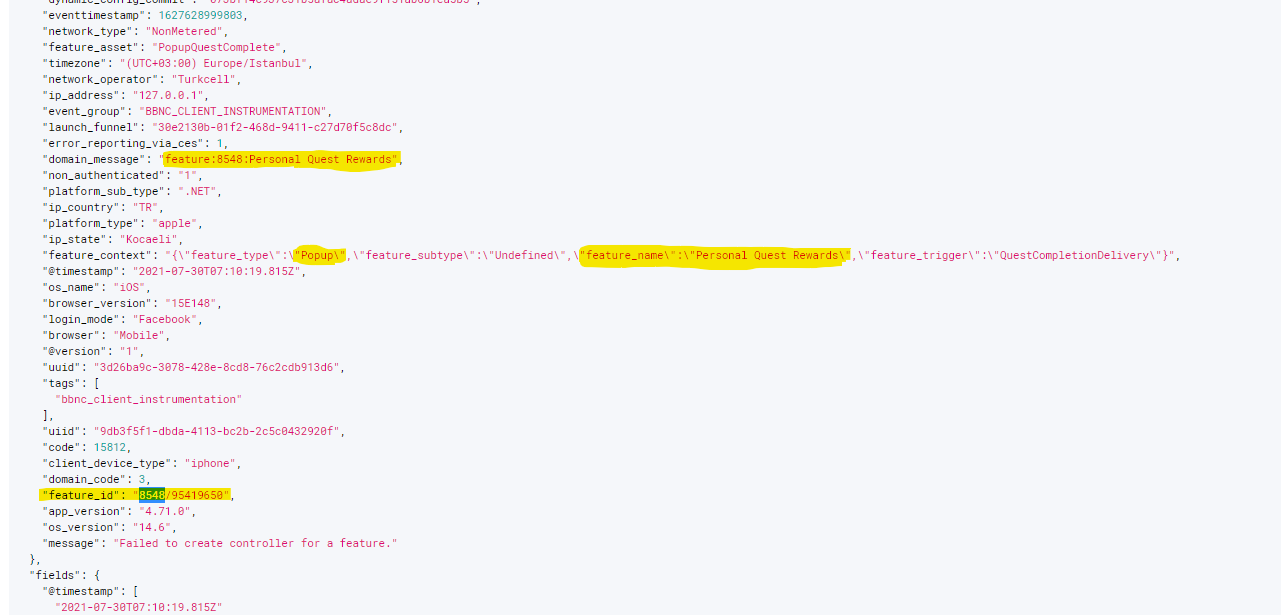 "eventtimestamp": 1627628999803,
"network_type": "NonMetered",
"feature_asset": "PopupQuestComplete",
"timezone": "(UTC+03:00) Europe/Istanbul",
"network_operator": "Turkcell",
"ip_address": "127.0.0.1",
"event_group": "BBNC_CLIENT_INSTRUMENTATION",
"launch_funnel": "30e2130b-01f2-468d-9411-c27d70f5c8dc",
"error_reporting_via_ces": 1,
"domain_message": "feature:8548:Personal Quest Rewards",
"non_authenticated": "1",
"platform_sub_type": ".NET",
"ip_country": "TR",
"platform_type": "apple",
"ip_state": "Kocaeli",
"feature_context": "{\"feature_type\":\"Popup\",\"feature_subtype\":\"Undefined\",\"feature_name\":\"Personal Quest Rewards\",\"feature_trigger\":\"QuestCompletionDelivery\"}",
"@timestamp": "2021-07-30T07:10:19.815Z",
"os_name": "iOS",
"browser_version": "15E148",
"login_mode": "Facebook",
"browser": "Mobile",
"@version": "1",
"uuid": "3d26ba9c-3078-428e-8cd8-76c2cdb913d6",
"tags": [
"bbnc_client_instrumentation"
],
"uiid": "9db3f5f1-dbda-4113-bc2b-2c5c0432920f",
"code": 15812,
"client_device_type": "iphone",
"domain_code": 3,
"feature_id": "8548/95419650",
"app_version": "4.71.0",
"os_version": "14.6",
"message": "Failed to create controller for a feature."
},
"fields": {
"@timestamp": [
"2021-07-30T07:10:19.815Z"